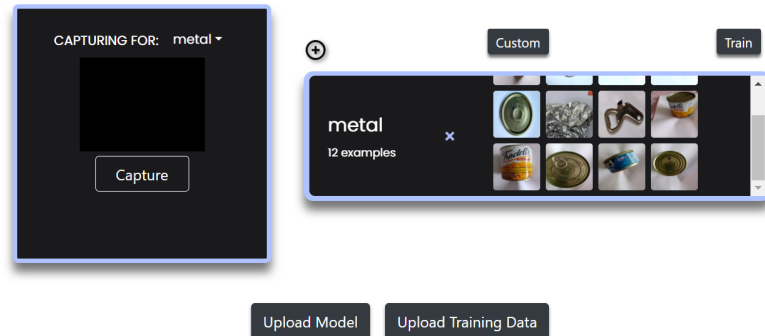 CAPTURING FOR: metal
Capture
Custom
Train
metal
12 examples
Upload Model
Upload Training Data